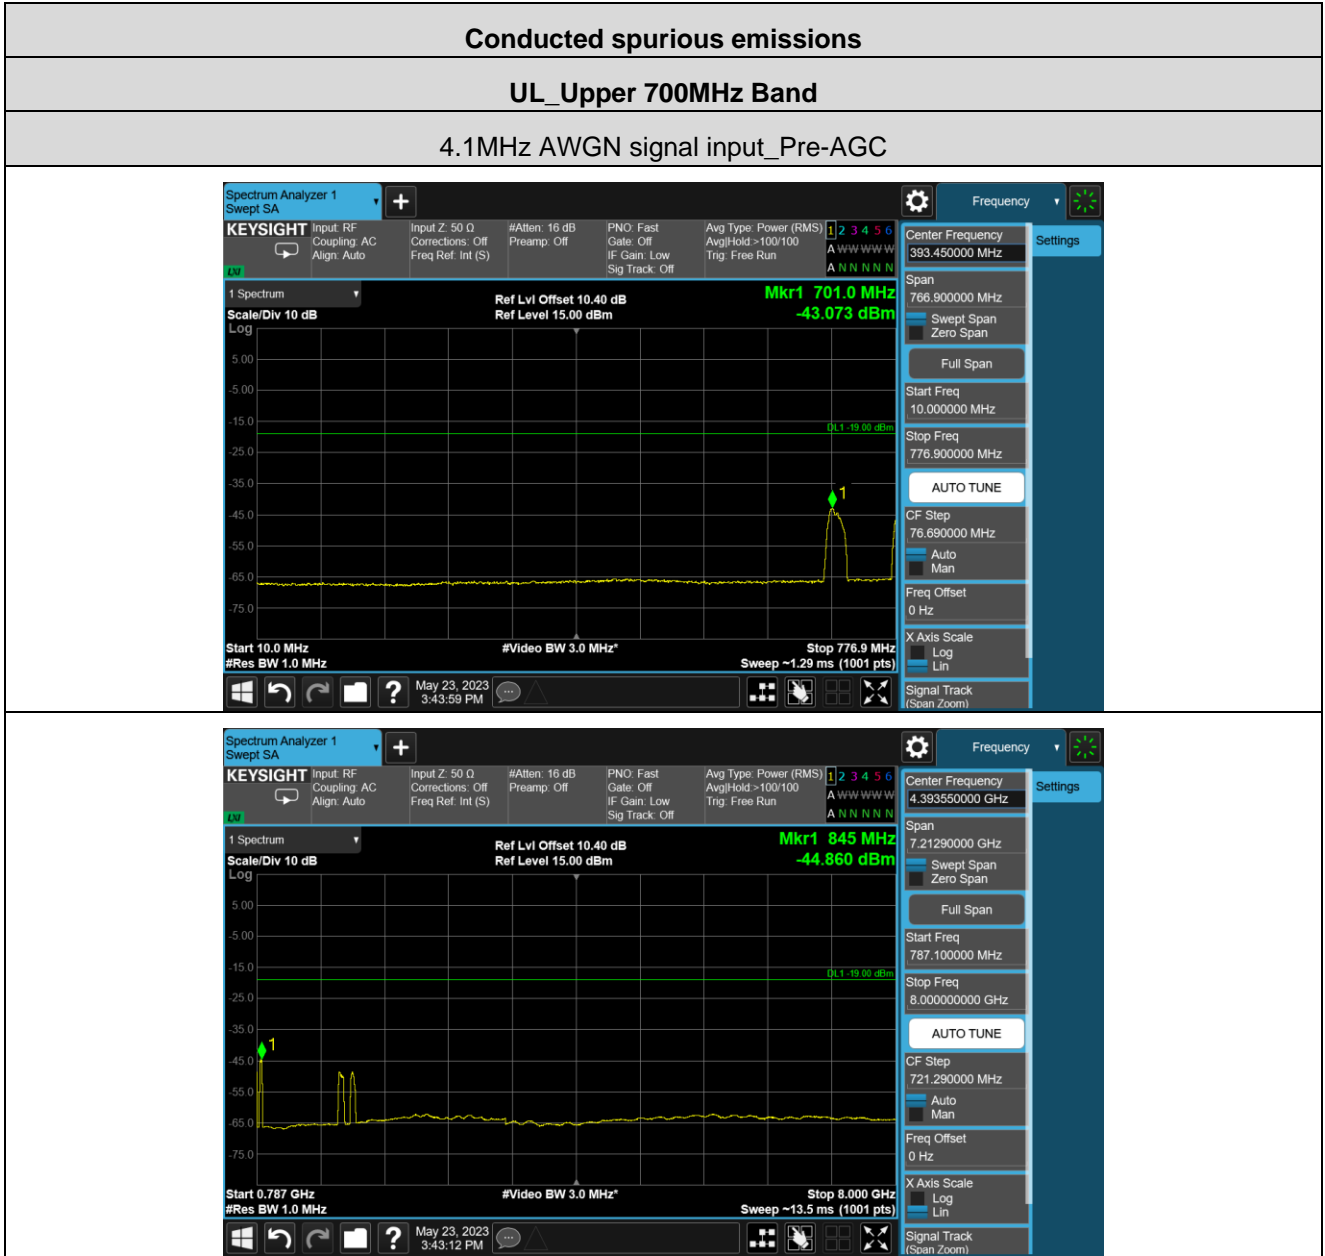 Conducted spurious emissions
UL_Upper 700MHz Band
4.1MHz AWGN signal input_Pre-AGC
Spectrum Analyzer 1
Swept SA
+
Frequency
KEYSIGHT
Input: RF
Coupling: AC
Align: Auto
Input Z: 50 Ω
Corrections: Off
Freq Ref: Int (S)
#Atten: 16 dB
Preamp: Off
PNO: Fast
Gate: Off
IF Gain: Low
Sig Track: Off
Avg Type: Power (RMS)
Avg|Hold:>100/100
Trig: Free Run
1 2 3 4 5 6
A W W W W W
A N N N N N
LXI
1 Spectrum
Scale/Div 10 dB
Log
Ref Lvl Offset 10.40 dB
Ref Level 15.00 dBm
Mkr1 701.0 MHz
-43.073 dBm
5.00
-5.00
-15.0
-25.0
-35.0
-45.0
-55.0
-65.0
-75.0
DL1 -19.00 dBm
1
Start 10.0 MHz
#Res BW 1.0 MHz
#Video BW 3.0 MHz*
Stop 776.9 MHz
Sweep ~1.29 ms (1001 pts)
?
May 23, 2023
3:43:59 PM
Center Frequency
393.450000 MHz
Settings
Span
766.900000 MHz
Swept Span
Zero Span
Full Span
Start Freq
10.000000 MHz
Stop Freq
776.900000 MHz
AUTO TUNE
CF Step
76.690000 MHz
Auto
Man
Freq Offset
0 Hz
X Axis Scale
Log
Lin
Signal Track
(Span Zoom)
Spectrum Analyzer 1
Swept SA
+
Frequency
KEYSIGHT
Input: RF
Coupling: AC
Align: Auto
Input Z: 50 Ω
Corrections: Off
Freq Ref: Int (S)
#Atten: 16 dB
Preamp: Off
PNO: Fast
Gate: Off
IF Gain: Low
Sig Track: Off
Avg Type: Power (RMS)
Avg|Hold:>100/100
Trig: Free Run
1 2 3 4 5 6
A W W W W W
A N N N N N
LXI
1 Spectrum
Scale/Div 10 dB
Log
Ref Lvl Offset 10.40 dB
Ref Level 15.00 dBm
Mkr1 845 MHz
-44.860 dBm
5.00
-5.00
-15.0
-25.0
-35.0
-45.0
-55.0
-65.0
-75.0
DL1 -19.00 dBm
1
Start 0.787 GHz
#Res BW 1.0 MHz
#Video BW 3.0 MHz*
Stop 8.000 GHz
Sweep ~13.5 ms (1001 pts)
?
May 23, 2023
3:43:12 PM
Center Frequency
4.393550000 GHz
Settings
Span
7.21290000 GHz
Swept Span
Zero Span
Full Span
Start Freq
787.100000 MHz
Stop Freq
8.000000000 GHz
AUTO TUNE
CF Step
721.290000 MHz
Auto
Man
Freq Offset
0 Hz
X Axis Scale
Log
Lin
Signal Track
(Span Zoom)